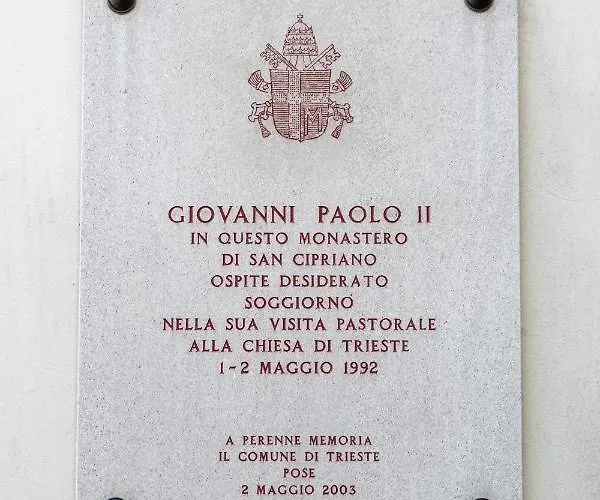 GIOVANNI PAOLO II
IN QUESTO MONASTERO
DI SAN CIPRIANO
OSPITE DESIDERATO
SOGGIORNÒ
NELLA SUA VISITA PASTORALE
ALLA CHIESA DI TRIESTE
1-2 MAGGIO 1992
A PERENNE MEMORIA
IL COMUNE DI TRIESTE
POSE
2 MAGGIO 2003